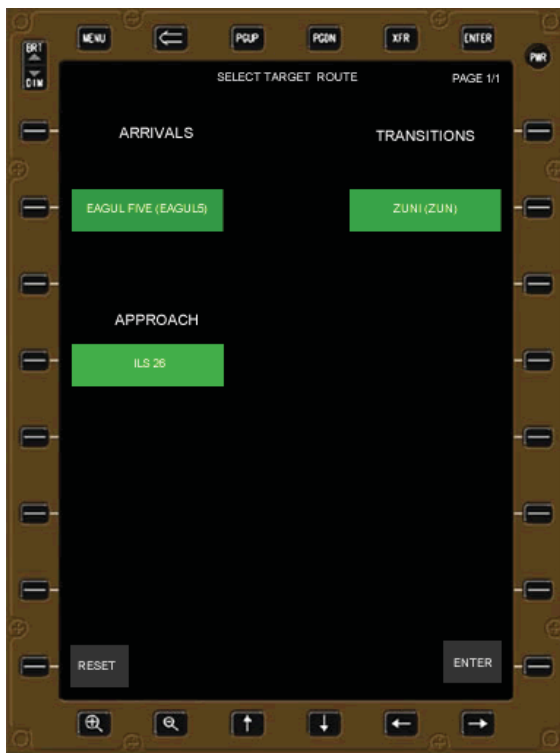 MENU PGUP PGDN XFR ENTER
BRT
DIM
PWR
SELECT TARGET ROUTE PAGE 1/1
ARRIVALS TRANSITIONS
EAGUL FIVE (EAGUL5) ZUNI (ZUN)
APPROACH
ILS 26
RESET ENTER